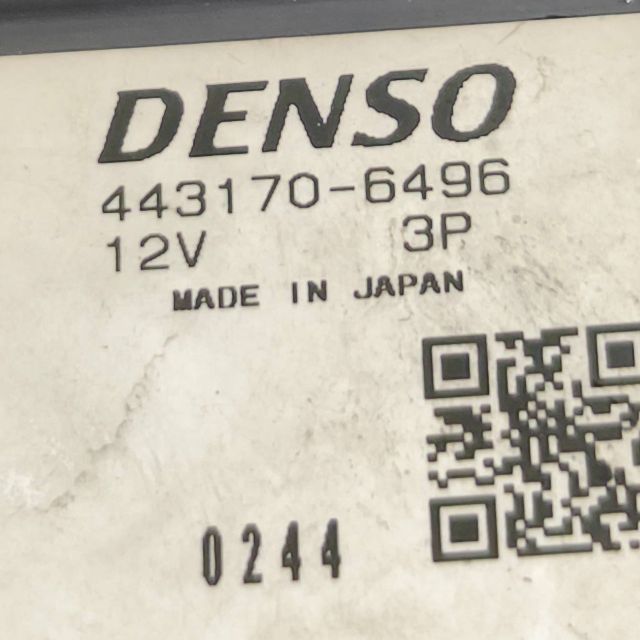 DENSO
443170-6496
12V 3P
MADE IN JAPAN
0244